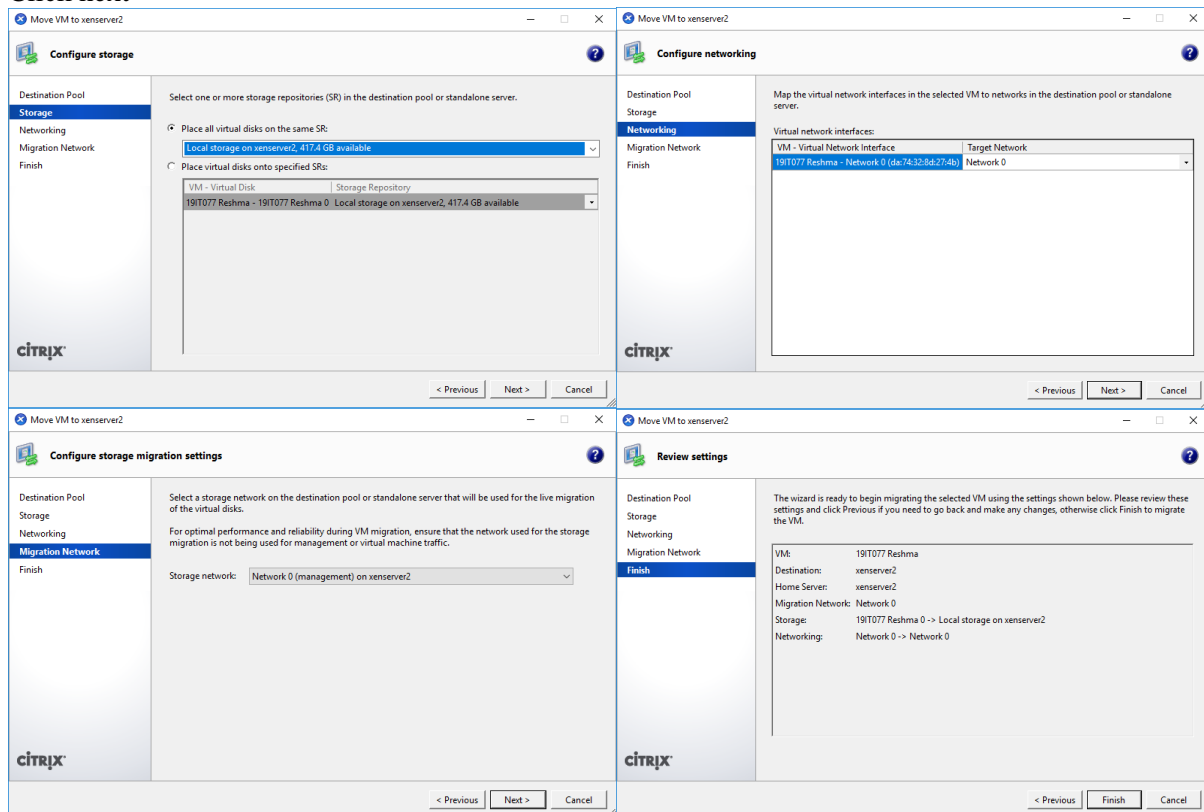 Move VM to xenserver2
Configure storage
Destination Pool
Storage
Networking
Migration Network
Finish
Select one or more storage repositories (SR) in the destination pool or standalone server.
Place all virtual disks on the same SR:
Local storage on xenserver2, 417.4 GB available
Place virtual disks onto specified SRs:
VM - Virtual Disk Storage Repository
19IT077 Reshma - 19IT077 Reshma 0 Local storage on xenserver2, 417.4 GB available
CİTRIX
< Previous Next > Cancel
Move VM to xenserver2
Configure networking
Destination Pool
Storage
Networking
Migration Network
Finish
Map the virtual network interfaces in the selected VM to networks in the destination pool or standalone
server.
Virtual network interfaces:
VM - Virtual Network Interface Target Network
19IT077 Reshma - Network 0 (da:74:32:8d:27:4b) Network 0
CİTRIX
< Previous Next > Cancel
Move VM to xenserver2
Configure storage migration settings
Destination Pool
Storage
Networking
Migration Network
Finish
Select a storage network on the destination pool or standalone server that will be used for the live migration
of the virtual disks.
For optimal performance and reliability during VM migration, ensure that the network used for the storage
migration is not being used for management or virtual machine traffic.
Storage network: Network 0 (management) on xenserver2
CİTRIX
< Previous Next > Cancel
Move VM to xenserver2
Review settings
Destination Pool
Storage
Networking
Migration Network
Finish
The wizard is ready to begin migrating the selected VM using the settings shown below. Please review these
settings and click Previous if you need to go back and make any changes, otherwise click Finish to migrate
the VM.
VM: 19IT077 Reshma
Destination: xenserver2
Home Server: xenserver2
Migration Network: Network 0
Storage: 19IT077 Reshma 0 -> Local storage on xenserver2
Networking: Network 0 -> Network 0
CİTRIX
< Previous Finish Cancel